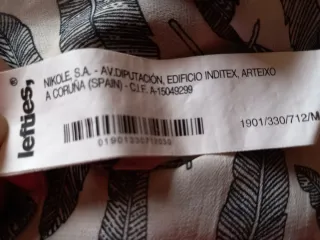 lefties,®
NIKOLE, S.A. - AV.DIPUTACIÓN, EDIFICIO INDITEX, ARTEIXO
A CORUÑA (SPAIN) - C.I.F. A-15049299
1901/330/712/M